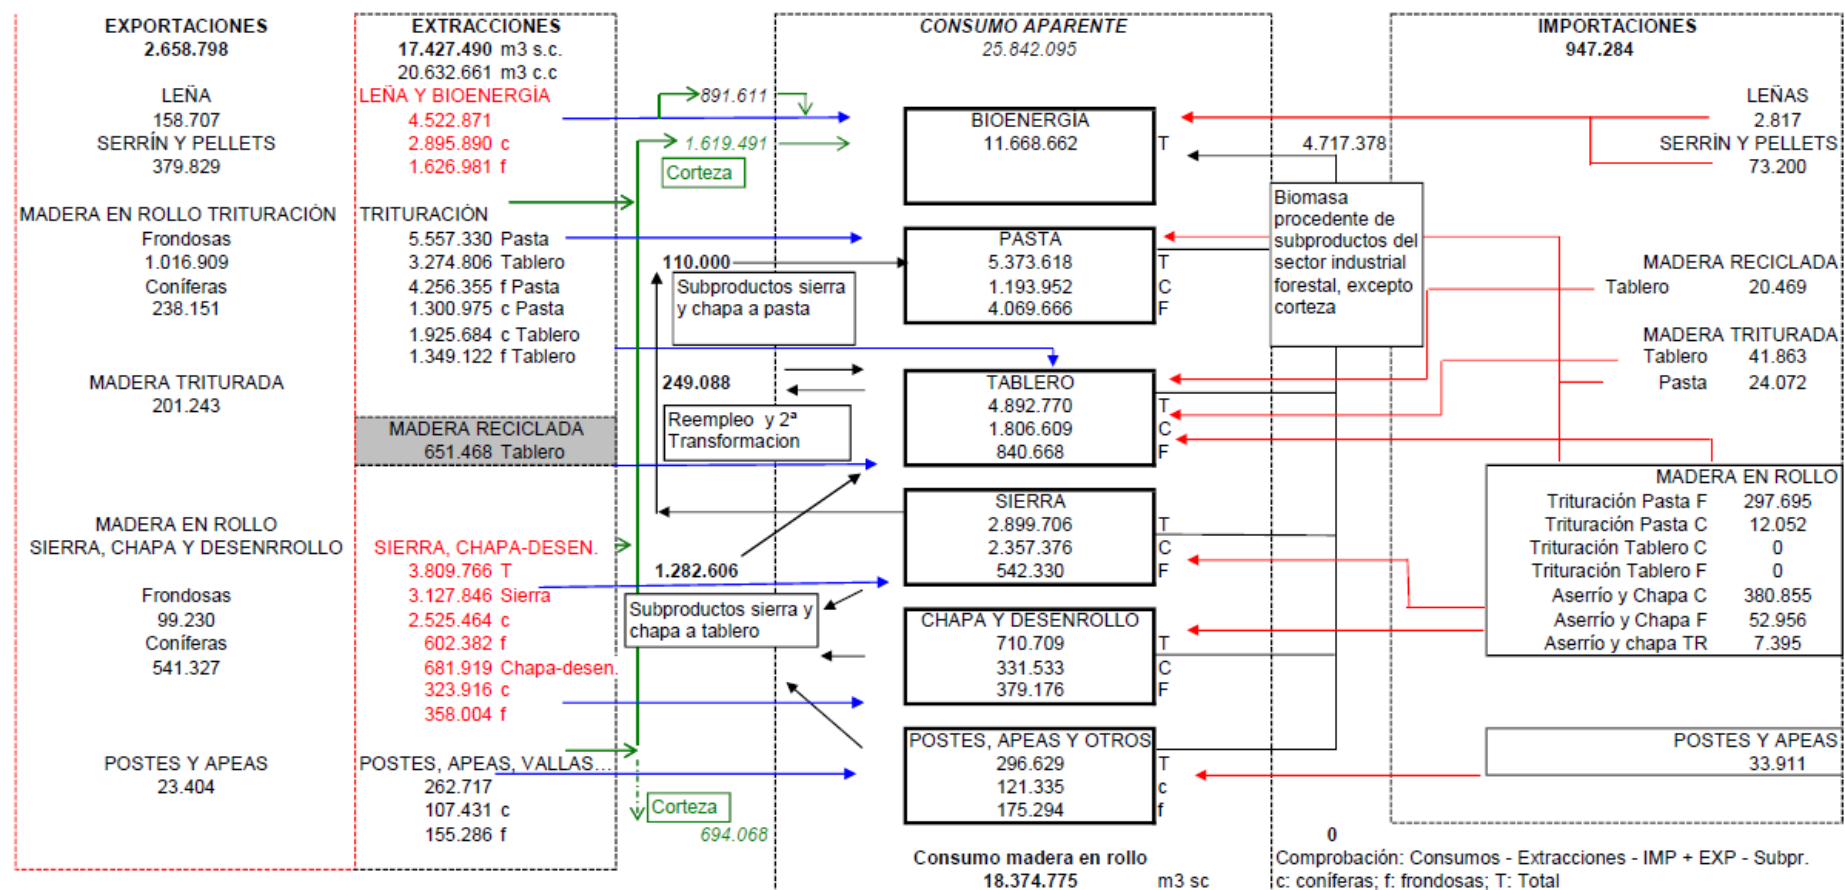 EXPORTACIONES
2.658.798
LEÑA
158.707
SERRÍN Y PELLETS
379.829
MADERA EN ROLLO TRITURACIÓN
Frondosas
1.016.909
Coníferas
238.151
MADERA TRITURADA
201.243
MADERA EN ROLLO
SIERRA, CHAPA Y DESENRROLLO
Frondosas
99.230
Coníferas
541.327
POSTES Y APEAS
23.404
EXTRACCIONES
17.427.490 m3 s.c.
20.632.661 m3 c.c
LEÑA Y BIOENERGÍA
4.522.871
2.895.890 c
1.626.981 f
TRITURACIÓN
5.557.330 Pasta
3.274.806 Tablero
4.256.355 f Pasta
1.300.975 c Pasta
1.925.684 c Tablero
1.349.122 f Tablero
MADERA RECICLADA
651.468 Tablero
SIERRA, CHAPA-DESEN.
3.809.766 T
3.127.846 Sierra
2.525.464 c
602.382 f
681.919 Chapa-desen.
323.916 c
358.004 f
POSTES, APEAS, VALLAS...
262.717
107.431 c
155.286 f
891.611
1.619.491
Corteza
110.000
Subproductos sierra
y chapa a pasta
249.088
Reempleo y 2ª
Transformacion
1.282.606
Subproductos sierra y
chapa a tablero
Corteza
694.068
CONSUMO APARENTE
25.842.095
BIOENERGÍA
11.668.662 T
PASTA
5.373.618 T
1.193.952 C
4.069.666 F
TABLERO
4.892.770 T
1.806.609 C
840.668 F
SIERRA
2.899.706 T
2.357.376 C
542.330 F
CHAPA Y DESENROLLO
710.709 T
331.533 C
379.176 F
POSTES, APEAS Y OTROS
296.629 T
121.335 c
175.294 f
Consumo madera en rollo
18.374.775 m3 sc
4.717.378
Biomasa
procedente de
subproductos del
sector industrial
forestal, excepto
corteza
0
Comprobación: Consumos - Extracciones - IMP + EXP - Subpr.
c: coníferas; f: frondosas; T: Total
IMPORTACIONES
947.284
LEÑAS
2.817
SERRÍN Y PELLETS
73.200
MADERA RECICLADA
Tablero 20.469
MADERA TRITURADA
Tablero 41.863
Pasta 24.072
MADERA EN ROLLO
Trituración Pasta F 297.695
Trituración Pasta C 12.052
Trituración Tablero C 0
Trituración Tablero F 0
Aserrío y Chapa C 380.855
Aserrío y Chapa F 52.956
Aserrío y chapa TR 7.395
POSTES Y APEAS
33.911